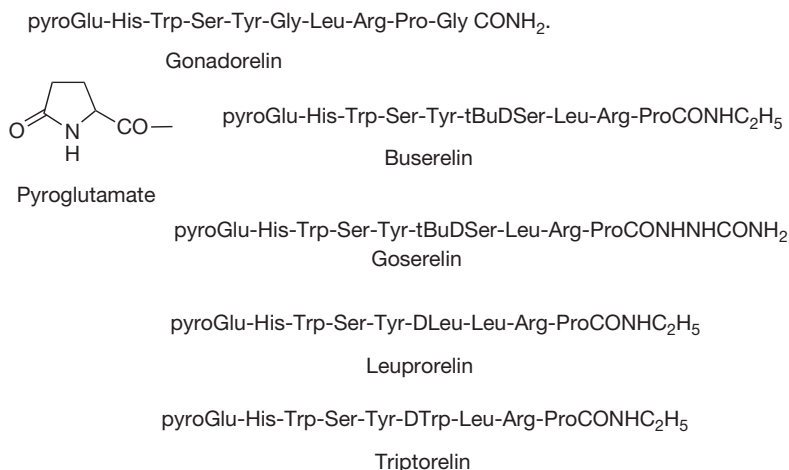 pyroGlu-His-Trp-Ser-Tyr-Gly-Leu-Arg-Pro-Gly CONH₂.
Gonadorelin
O
N
H
CO
Pyroglutamate
pyroGlu-His-Trp-Ser-Tyr-tBuDSer-Leu-Arg-ProCONHC₂H₅
Buserelin
pyroGlu-His-Trp-Ser-Tyr-tBuDSer-Leu-Arg-ProCONHNHCONH₂
Goserelin
pyroGlu-His-Trp-Ser-Tyr-DLeu-Leu-Arg-ProCONHC₂H₅
Leuprorelin
pyroGlu-His-Trp-Ser-Tyr-DTrp-Leu-Arg-ProCONHC₂H₅
Triptorelin